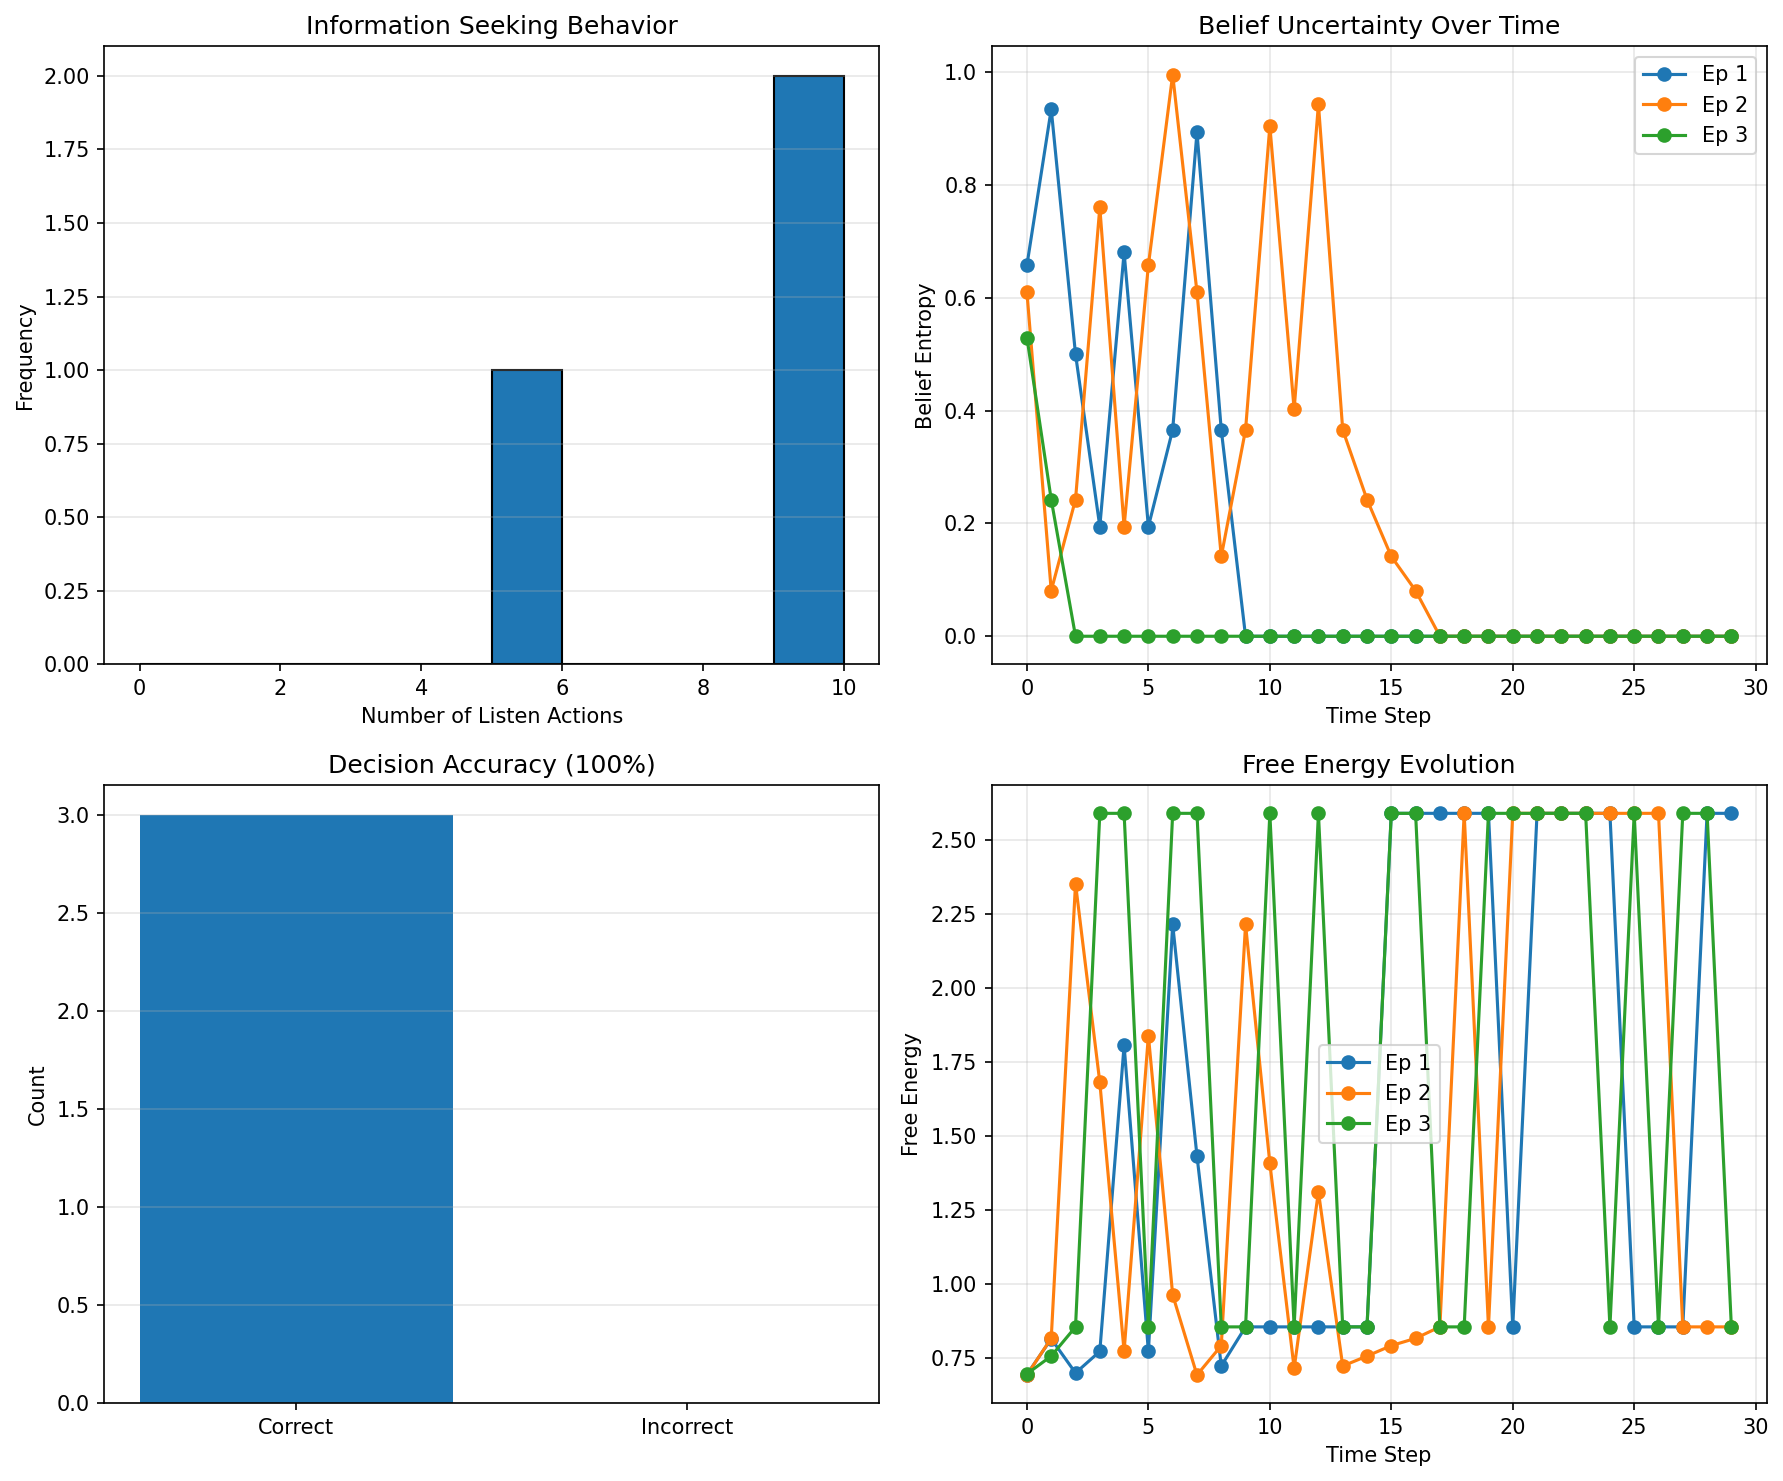 Information Seeking Behavior
2.00
1.75
1.50
1.25
1.00
0.75
0.50
0.25
0.00
Frequency
0 2 4 6 8 10
Number of Listen Actions
Belief Uncertainty Over Time
Ep 1
Ep 2
Ep 3
1.0
0.8
0.6
0.4
0.2
0.0
Belief Entropy
0 5 10 15 20 25 30
Time Step
Decision Accuracy (100%)
3.0
2.5
2.0
1.5
1.0
0.5
0.0
Count
Correct Incorrect
Free Energy Evolution
2.50
2.25
2.00
1.75
1.50
1.25
1.00
0.75
Free Energy
Ep 1
Ep 2
Ep 3
0 5 10 15 20 25 30
Time Step